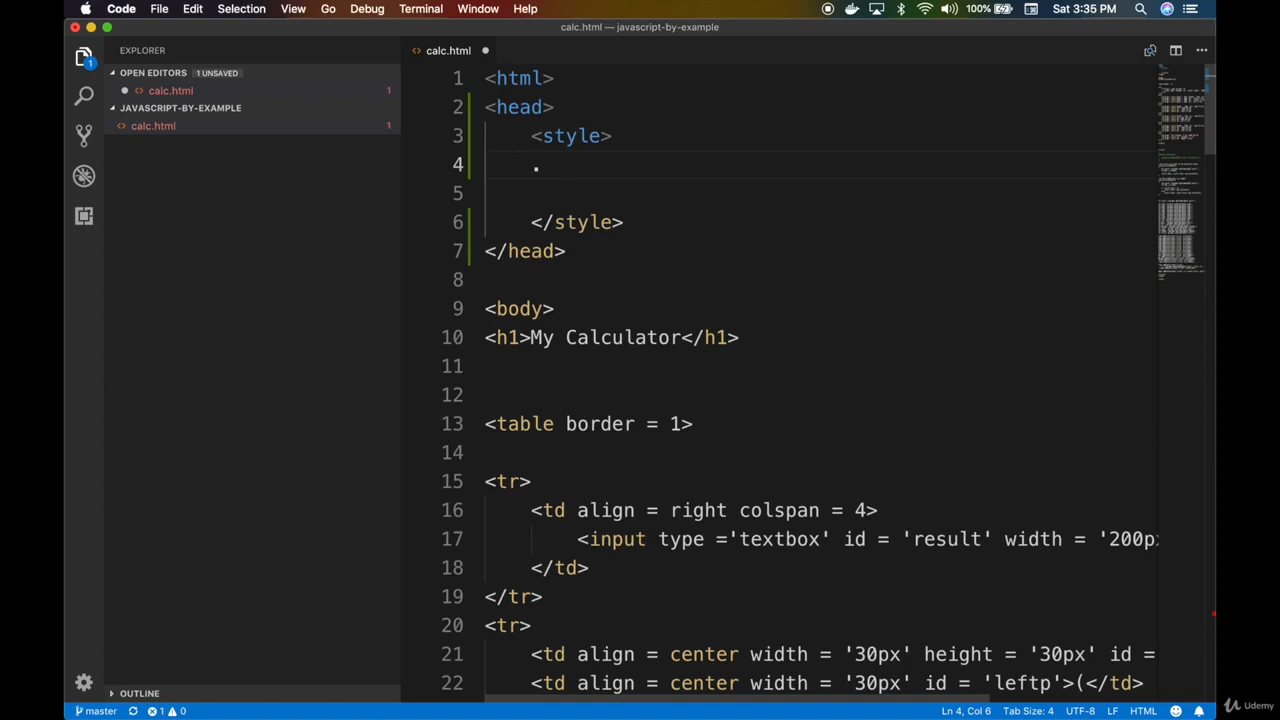 Code File Edit Selection View Go Debug Terminal Window Help 100% Sat 3:35 PM
calc.html — javascript-by-example
EXPLORER
calc.html
OPEN EDITORS 1 UNSAVED
calc.html 1
JAVASCRIPT-BY-EXAMPLE
calc.html 1
1
1 <html>
2 <head>
3 <style>
4 .
5
6 </style>
7 </head>
8
9 <body>
10 <h1>My Calculator</h1>
11
12
13 <table border = 1>
14
15 <tr>
16 <td align = right colspan = 4>
17 <input type ='textbox' id = 'result' width = '200p
18 </td>
19 </tr>
20 <tr>
21 <td align = center width = '30px' height = '30px' id =
22 <td align = center width = '30px' id = 'leftp'>(</td>
OUTLINE
master 1 0 Ln 4, Col 6 Tab Size: 4 UTF-8 LF HTML
Udemy